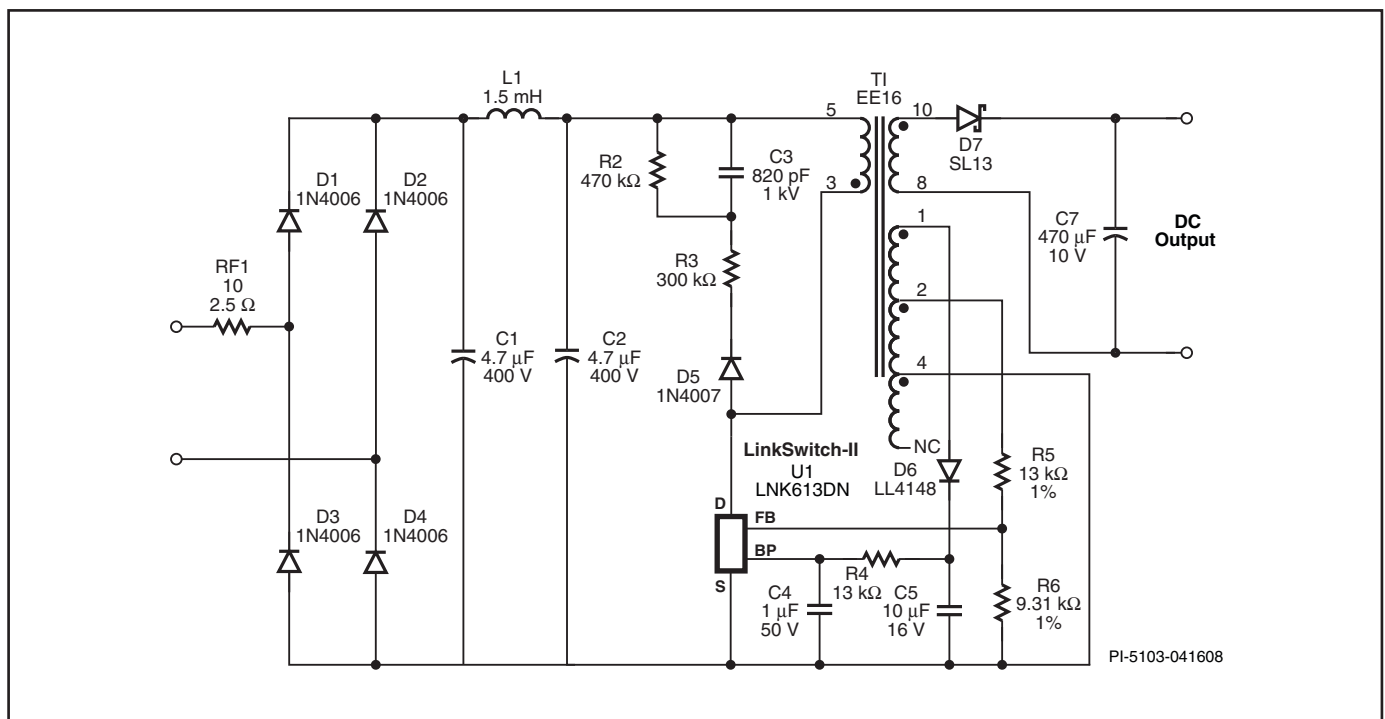 L1
1.5 mH
TI
EE16
5
10
D7
SL13
R2
470 kΩ
C3
820 pF
1 kV
3
8
D1
1N4006
D2
1N4006
1
C7
470 µF
10 V
DC
Output
RF1
10
2.5 Ω
R3
300 kΩ
2
C1
4.7 µF
400 V
C2
4.7 µF
400 V
4
D5
1N4007
NC
LinkSwitch-II
U1
LNK613DN
D6
LL4148
R5
13 kΩ
1%
D
FB
D3
1N4006
D4
1N4006
BP
S
R4
13 kΩ
C4
1 µF
50 V
C5
10 µF
16 V
R6
9.31 kΩ
1%
PI-5103-041608